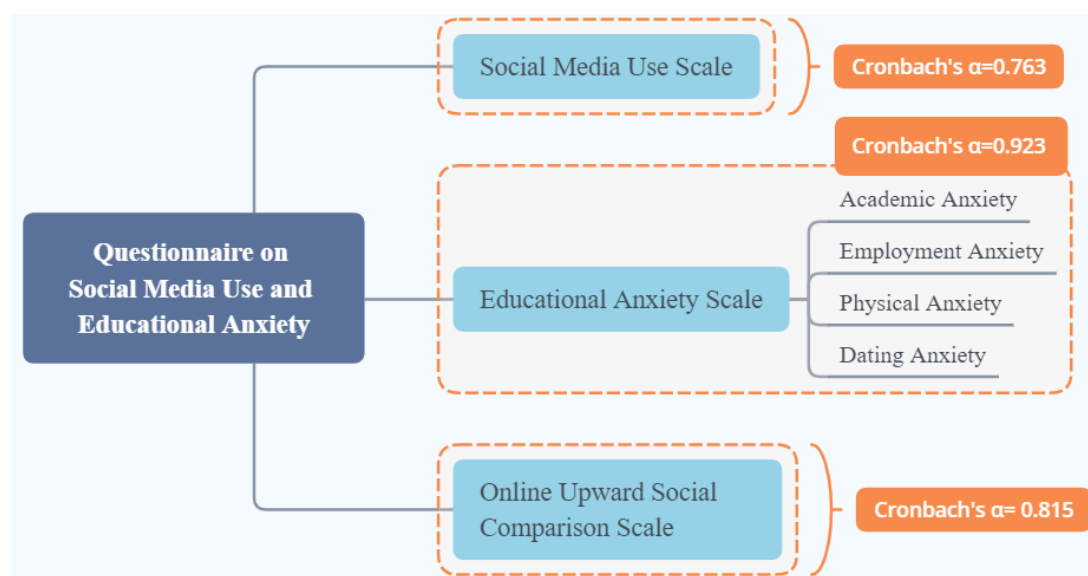 Social Media Use Scale
Cronbach's α=0.763
Cronbach's α=0.923
Academic Anxiety
Questionnaire on
Social Media Use and
Educational Anxiety
Educational Anxiety Scale
Employment Anxiety
Physical Anxiety
Dating Anxiety
Online Upward Social
Comparison Scale
Cronbach's α= 0.815